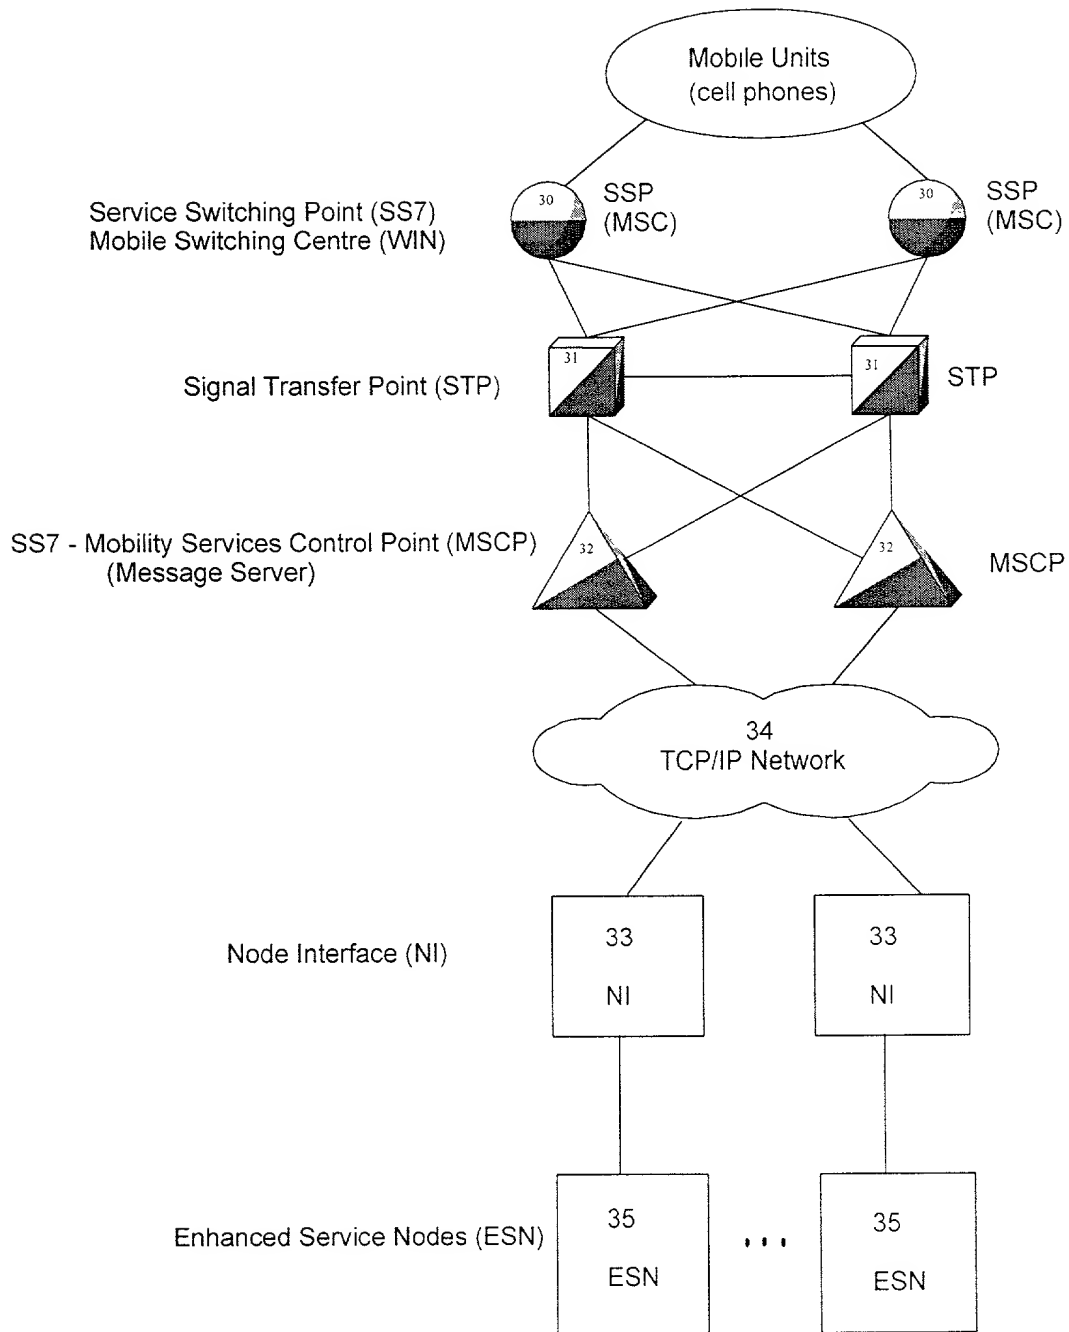 Mobile Units
(cell phones)
30
SSP
(MSC)
30
SSP
(MSC)
Service Switching Point (SS7)
Mobile Switching Centre (WIN)
Signal Transfer Point (STP)
31
31
STP
SS7 - Mobility Services Control Point (MSCP)
(Message Server)
32
32
MSCP
34
TCP/IP Network
Node Interface (NI)
33
NI
33
NI
Enhanced Service Nodes (ESN)
35
ESN
35
ESN